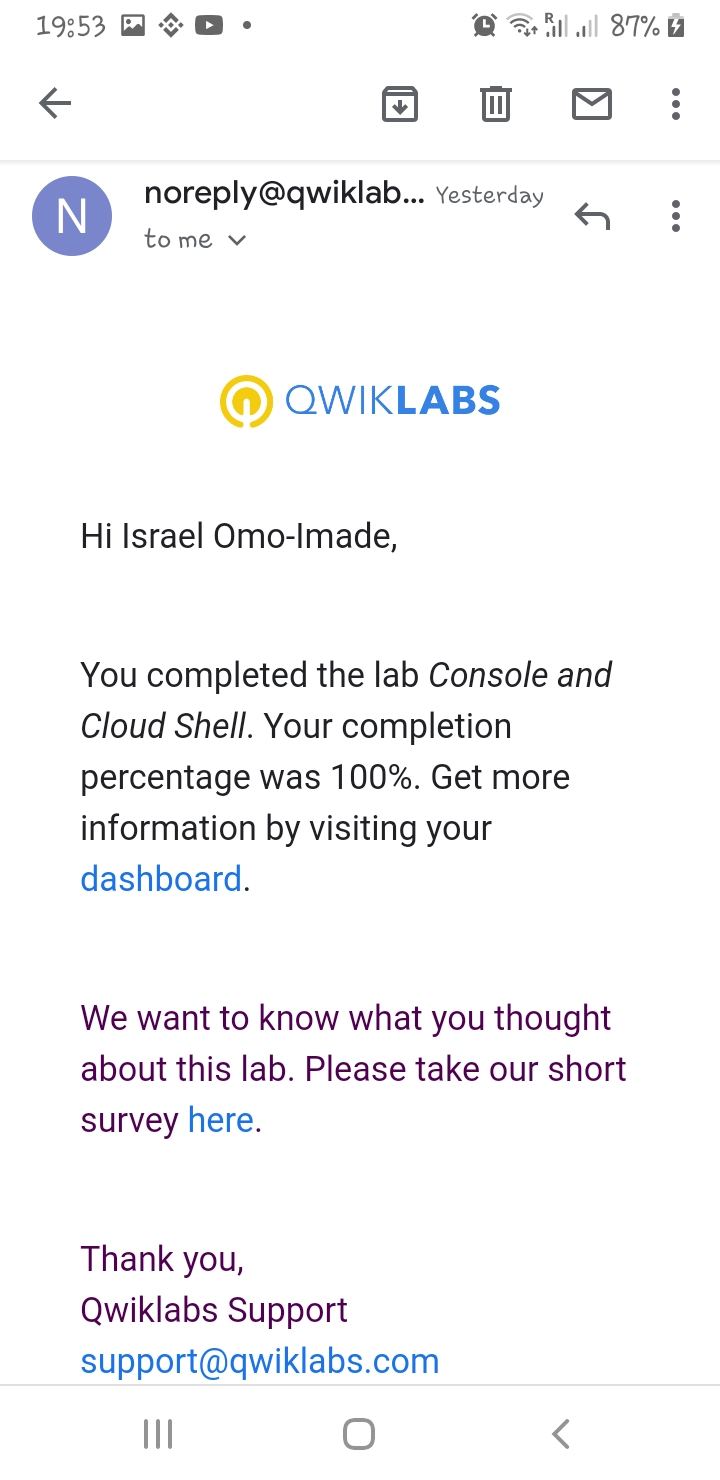 19:53
R
87%
N
noreply@qwiklab... Yesterday
to me
QWIKLABS
Hi Israel Omo-Imade,
You completed the lab Console and
Cloud Shell. Your completion
percentage was 100%. Get more
information by visiting your
dashboard.
We want to know what you thought
about this lab. Please take our short
survey here.
Thank you,
Qwiklabs Support
support@qwiklabs.com